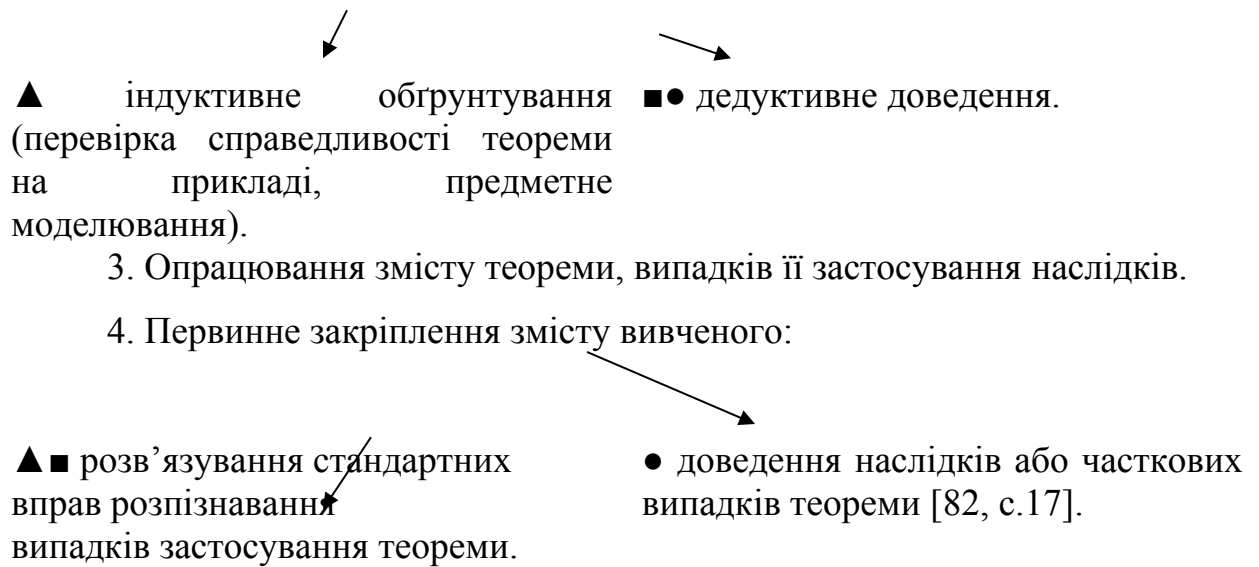 ▲ індуктивне обґрунтування
(перевірка справедливості теореми
на прикладі, предметне
моделювання).
■● дедуктивне доведення.
3. Опрацювання змісту теореми, випадків її застосування наслідків.
4. Первинне закріплення змісту вивченого:
▲■ розв’язування стандартних
вправ розпізнавання
випадків застосування теореми.
● доведення наслідків або часткових
випадків теореми [82, с.17].